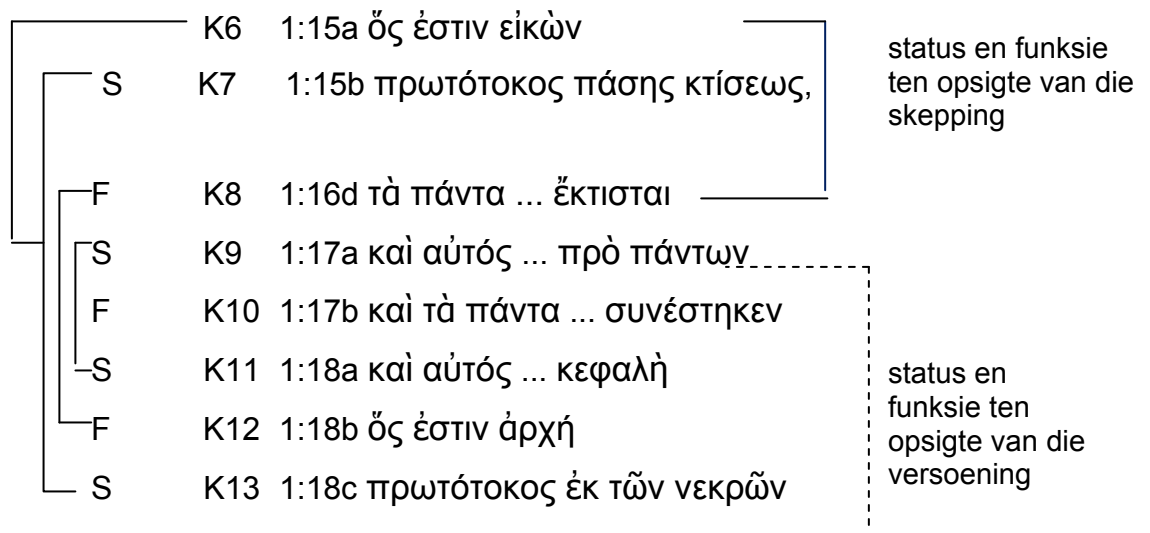 K6 1:15a ὅς ἐστιν εἰκὼν
S K7 1:15b πρωτότοκος πάσης κτίσεως,
status en funksie
ten opsigte van die
skepping
F K8 1:16d τὰ πάντα ... ἔκτισται
S K9 1:17a καὶ αὐτός ... πρὸ πάντων
F K10 1:17b καὶ τὰ πάντα ... συνέστηκεν
S K11 1:18a καὶ αὐτός ... κεφαλὴ
F K12 1:18b ὅς ἐστιν ἀρχή
S K13 1:18c πρωτότοκος ἐκ τῶν νεκρῶν
status en
funksie ten
opsigte van die
versoening